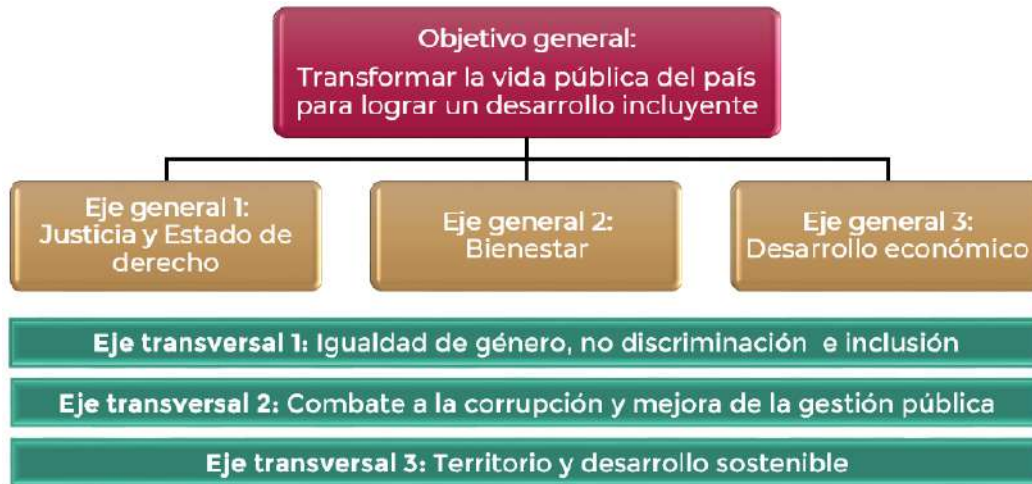 Objetivo general:
Transformar la vida pública del país
para lograr un desarrollo incluyente
Eje general 1:
Justicia y Estado de
derecho
Eje general 2:
Bienestar
Eje general 3:
Desarrollo económico
Eje transversal 1: Igualdad de género, no discriminación e inclusión
Eje transversal 2: Combate a la corrupción y mejora de la gestión pública
Eje transversal 3: Territorio y desarrollo sostenible